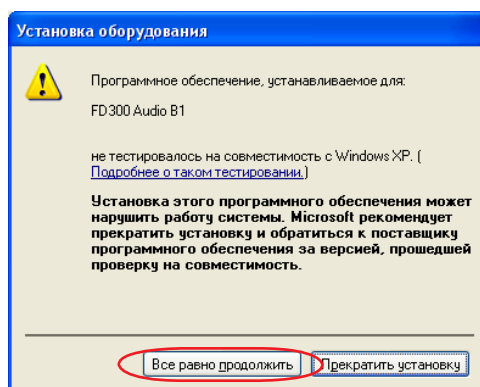 Установка оборудования
Программное обеспечение, устанавливаемое для:
FD300 Audio B1
не тестировалось на совместимость с Windows XP. (
Подробнее о таком тестировании.)
Установка этого программного обеспечения может
нарушить работу системы. Microsoft рекомендует
прекратить установку и обратиться к поставщику
программного обеспечения за версией, прошедшей
проверку на совместимость.
Все равно продолжить
Прекратить установку